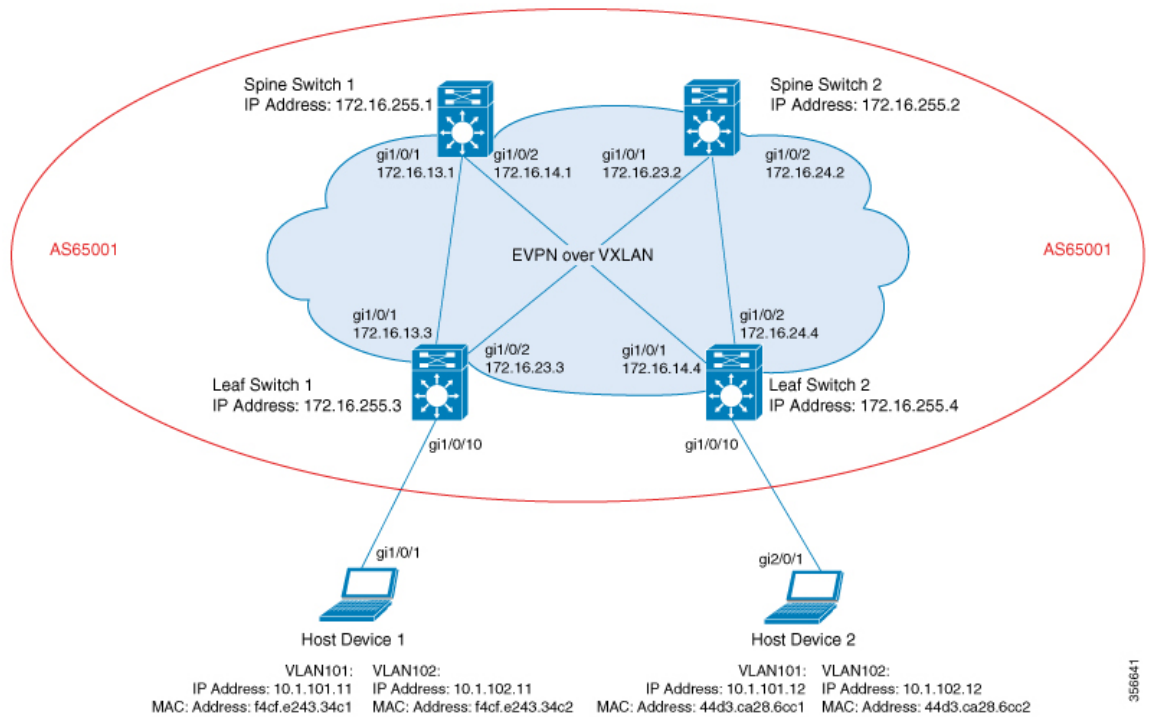 Spine Switch 1
IP Address: 172.16.255.1
Spine Switch 2
IP Address: 172.16.255.2
gi1/0/1
172.16.13.1
gi1/0/2
172.16.14.1
gi1/0/1
172.16.23.2
gi1/0/2
172.16.24.2
AS65001
EVPN over VXLAN
AS65001
gi1/0/1
172.16.13.3
gi1/0/2
172.16.23.3
gi1/0/1
172.16.14.4
gi1/0/2
172.16.24.4
Leaf Switch 1
IP Address: 172.16.255.3
Leaf Switch 2
IP Address: 172.16.255.4
gi1/0/10
gi1/0/10
gi1/0/1
gi2/0/1
Host Device 1
Host Device 2
VLAN101:
IP Address: 10.1.101.11
MAC: Address: f4cf.e243.34c1
VLAN102:
IP Address: 10.1.102.11
MAC: Address: f4cf.e243.34c2
VLAN101:
IP Address: 10.1.101.12
MAC: Address: 44d3.ca28.6cc1
VLAN102:
IP Address: 10.1.102.12
MAC: Address: 44d3.ca28.6cc2
356641